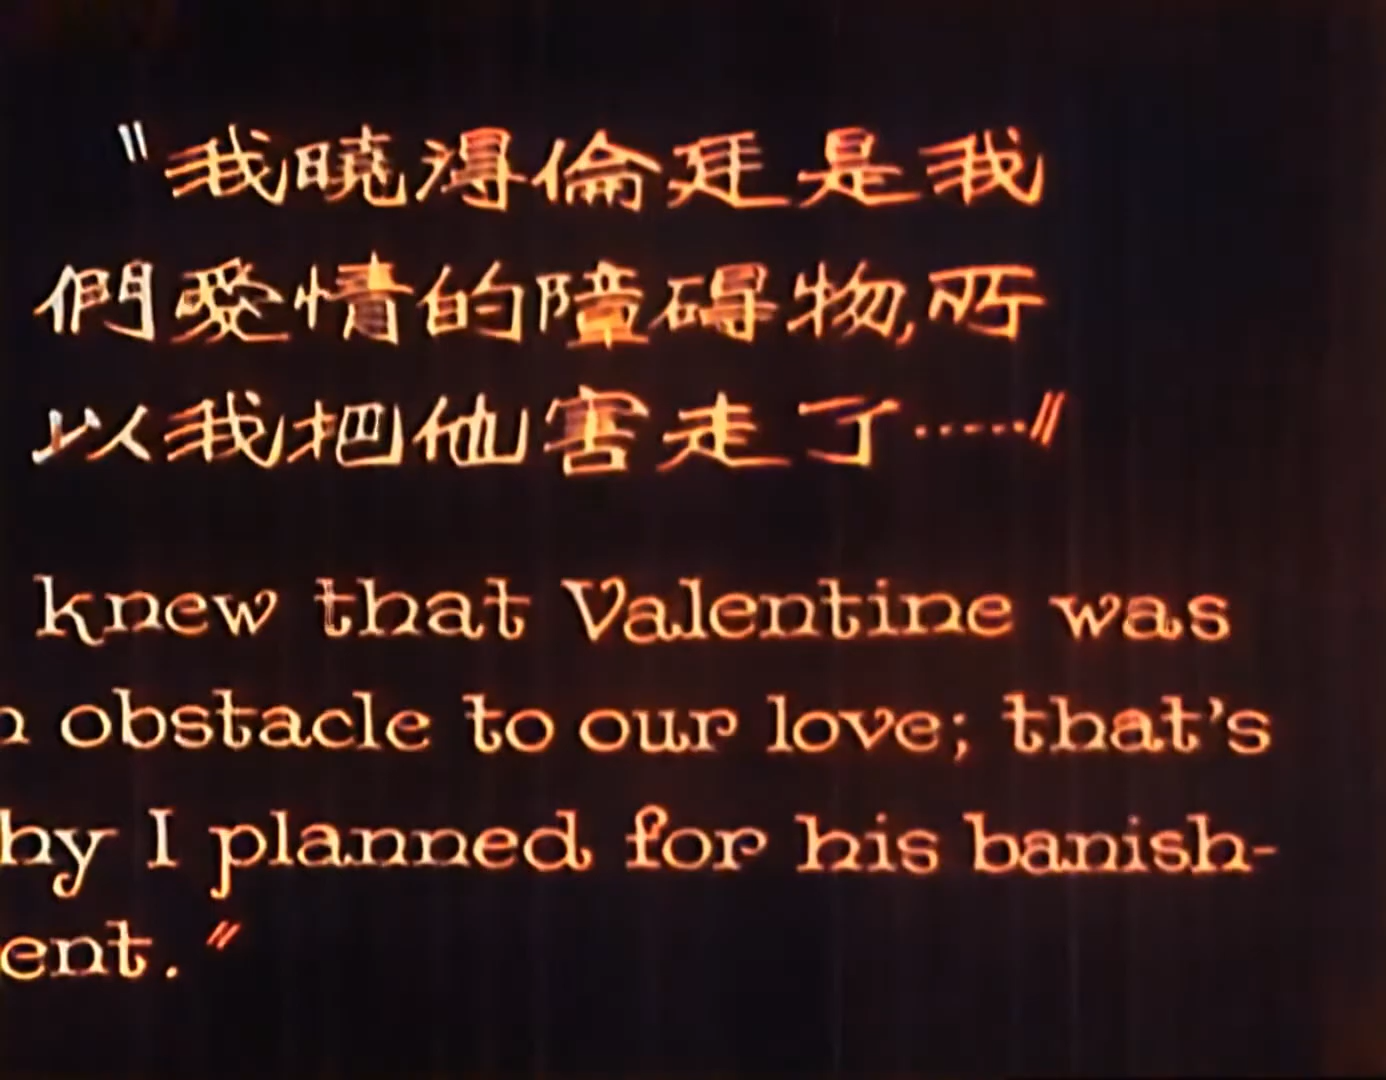 "我曉得倫廷是我
們愛情的障碍物,所
以我把他害走了……"
knew that Valentine was
n obstacle to our love; that's
hy I planned for his banish-
ent."